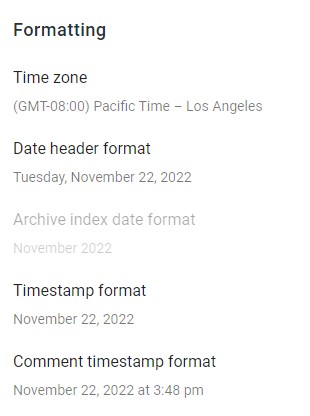 Formatting
Time zone
(GMT-08:00) Pacific Time – Los Angeles
Date header format
Tuesday, November 22, 2022
Archive index date format
November 2022
Timestamp format
November 22, 2022
Comment timestamp format
November 22, 2022 at 3:48 pm